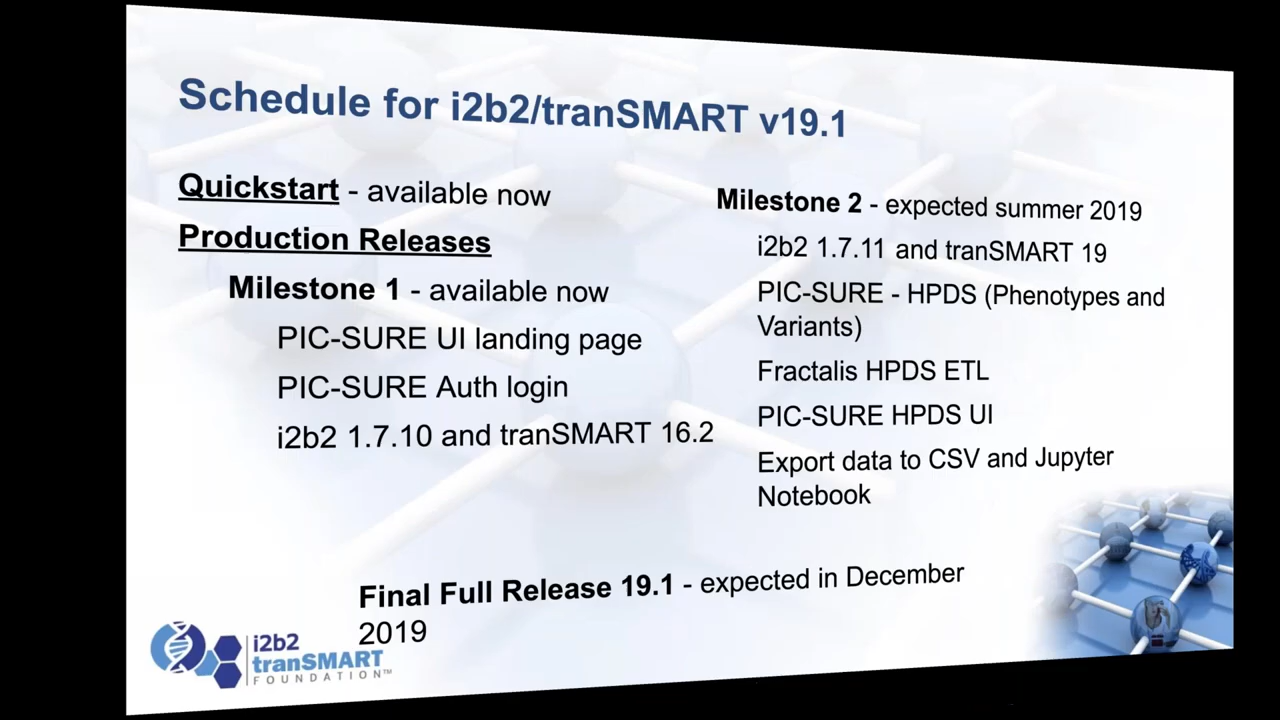 Schedule for i2b2/tranSMART v19.1
Quickstart - available now
Production Releases
Milestone 1 - available now
PIC-SURE UI landing page
PIC-SURE Auth login
i2b2 1.7.10 and tranSMART 16.2
Milestone 2 - expected summer 2019
i2b2 1.7.11 and tranSMART 19
PIC-SURE - HPDS (Phenotypes and
Variants)
Fractalis HPDS ETL
PIC-SURE HPDS UI
Export data to CSV and Jupyter
Notebook
Final Full Release 19.1 - expected in December
2019
i2b2
tranSMART
FOUNDATION™